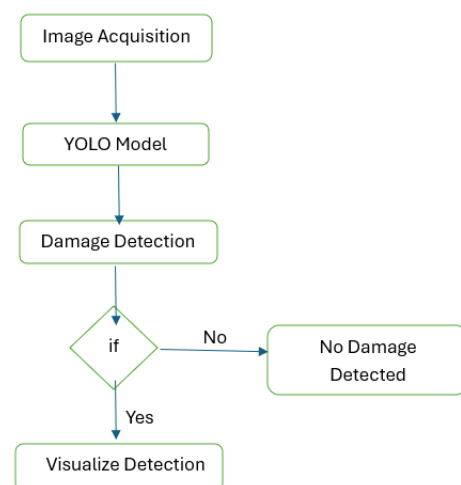 Image Acquisition
YOLO Model
Damage Detection
if
No
No Damage
Detected
Yes
Visualize Detection